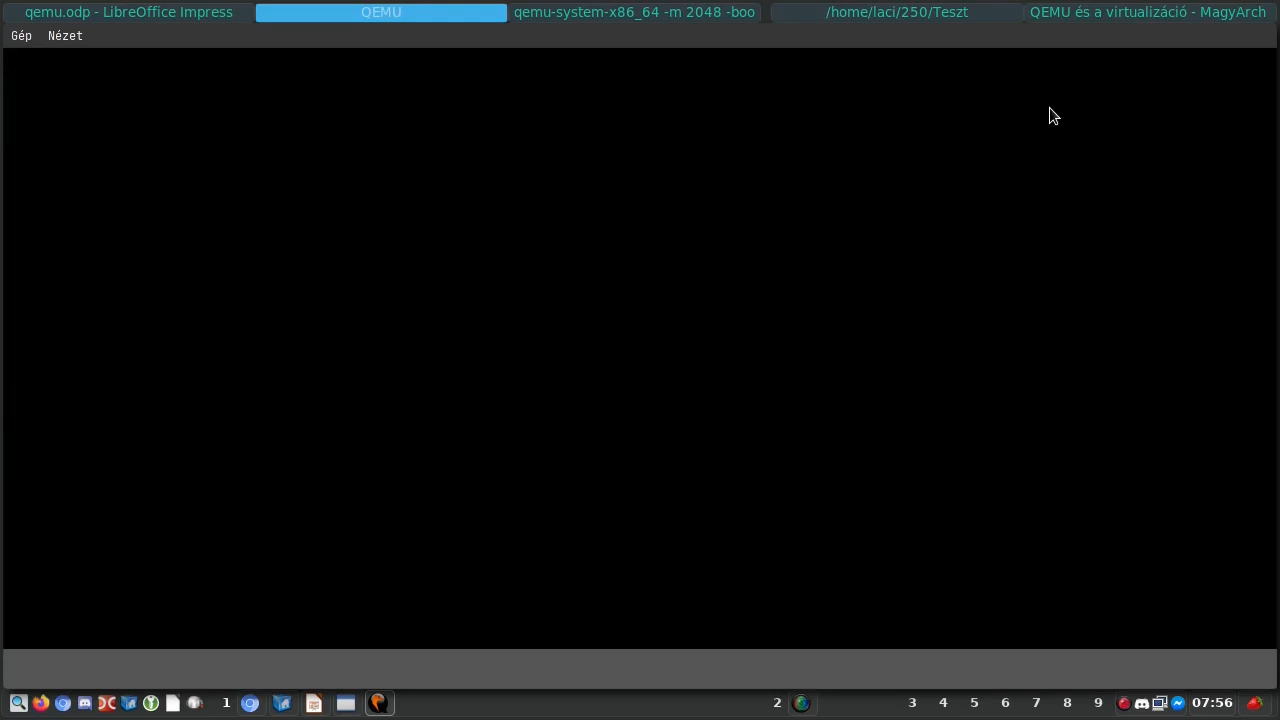 qemu.odp - LibreOffice Impress
QEMU
qemu-system-x86_64 -m 2048 -boo
/home/laci/250/Teszt
QEMU és a virtualizáció - MagyArch
Gép Nézet
1 2 3 4 5 6 7 8 9 07:56